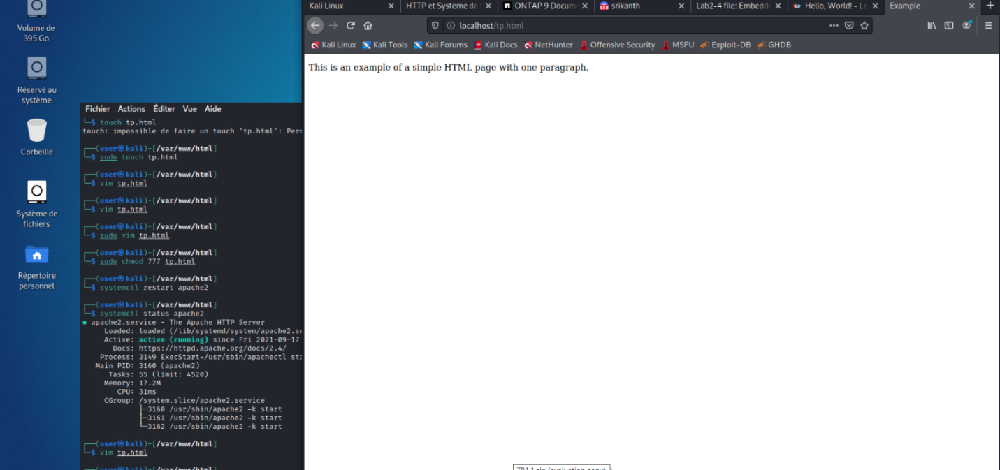 Volume de
395 Go
Réservé au
système
Corbeille
Système de
fichiers
Répertoire
personnel
Fichier Actions Éditer Vue Aide
└─$ touch tp.html
touch: impossible de faire un touch 'tp.html': Perm
┌──(user㉿kali)-[/var/www/html]
└─$ sudo touch tp.html
┌──(user㉿kali)-[/var/www/html]
└─$ vim tp.html
┌──(user㉿kali)-[/var/www/html]
└─$ vim tp.html
┌──(user㉿kali)-[/var/www/html]
└─$ sudo vim tp.html
┌──(user㉿kali)-[/var/www/html]
└─$ sudo chmod 777 tp.html
┌──(user㉿kali)-[/var/www/html]
└─$ systemctl restart apache2
┌──(user㉿kali)-[/var/www/html]
└─$ systemctl status apache2
● apache2.service - The Apache HTTP Server
Loaded: loaded (/lib/systemd/system/apache2.se
Active: active (running) since Fri 2021-09-17
Docs: https://httpd.apache.org/docs/2.4/
Process: 3149 ExecStart=/usr/sbin/apachectl sta
Main PID: 3160 (apache2)
Tasks: 55 (limit: 4520)
Memory: 17.2M
CPU: 31ms
CGroup: /system.slice/apache2.service
├─3160 /usr/sbin/apache2 -k start
├─3161 /usr/sbin/apache2 -k start
└─3162 /usr/sbin/apache2 -k start
┌──(user㉿kali)-[/var/www/html]
└─$ vim tp.html
┌──(user㉿kali)-[/var/www/html]
Kali Linux HTTP et Système de f ONTAP 9 Docume srikanth Lab2-4 file: Embedde Hello, World! - Le Example
localhost/tp.html
Kali Linux Kali Tools Kali Forums Kali Docs NetHunter Offensive Security MSFU Exploit-DB GHDB
This is an example of a simple HTML page with one paragraph.
TP1 1.zip (evaluation copy)